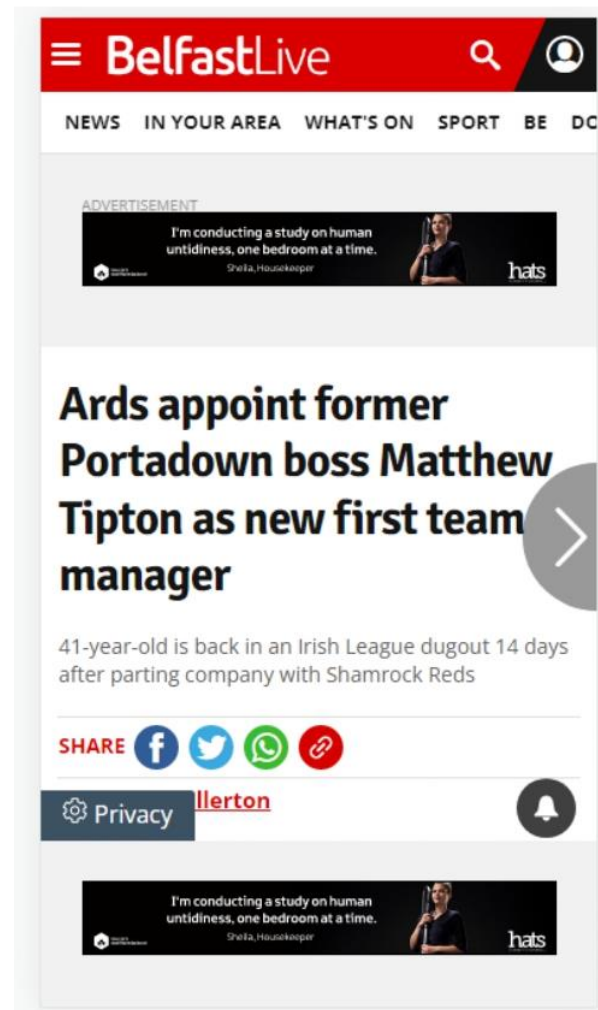 BelfastLive
NEWS IN YOUR AREA WHAT'S ON SPORT BE DO
ADVERTISEMENT
I'm conducting a study on human
untidiness, one bedroom at a time.
Sheila, Housekeeper
hats
Ards appoint former
Portadown boss Matthew
Tipton as new first team
manager
41-year-old is back in an Irish League dugout 14 days
after parting company with Shamrock Reds
SHARE
Privacy llerton
I'm conducting a study on human
untidiness, one bedroom at a time.
Sheila, Housekeeper
hats